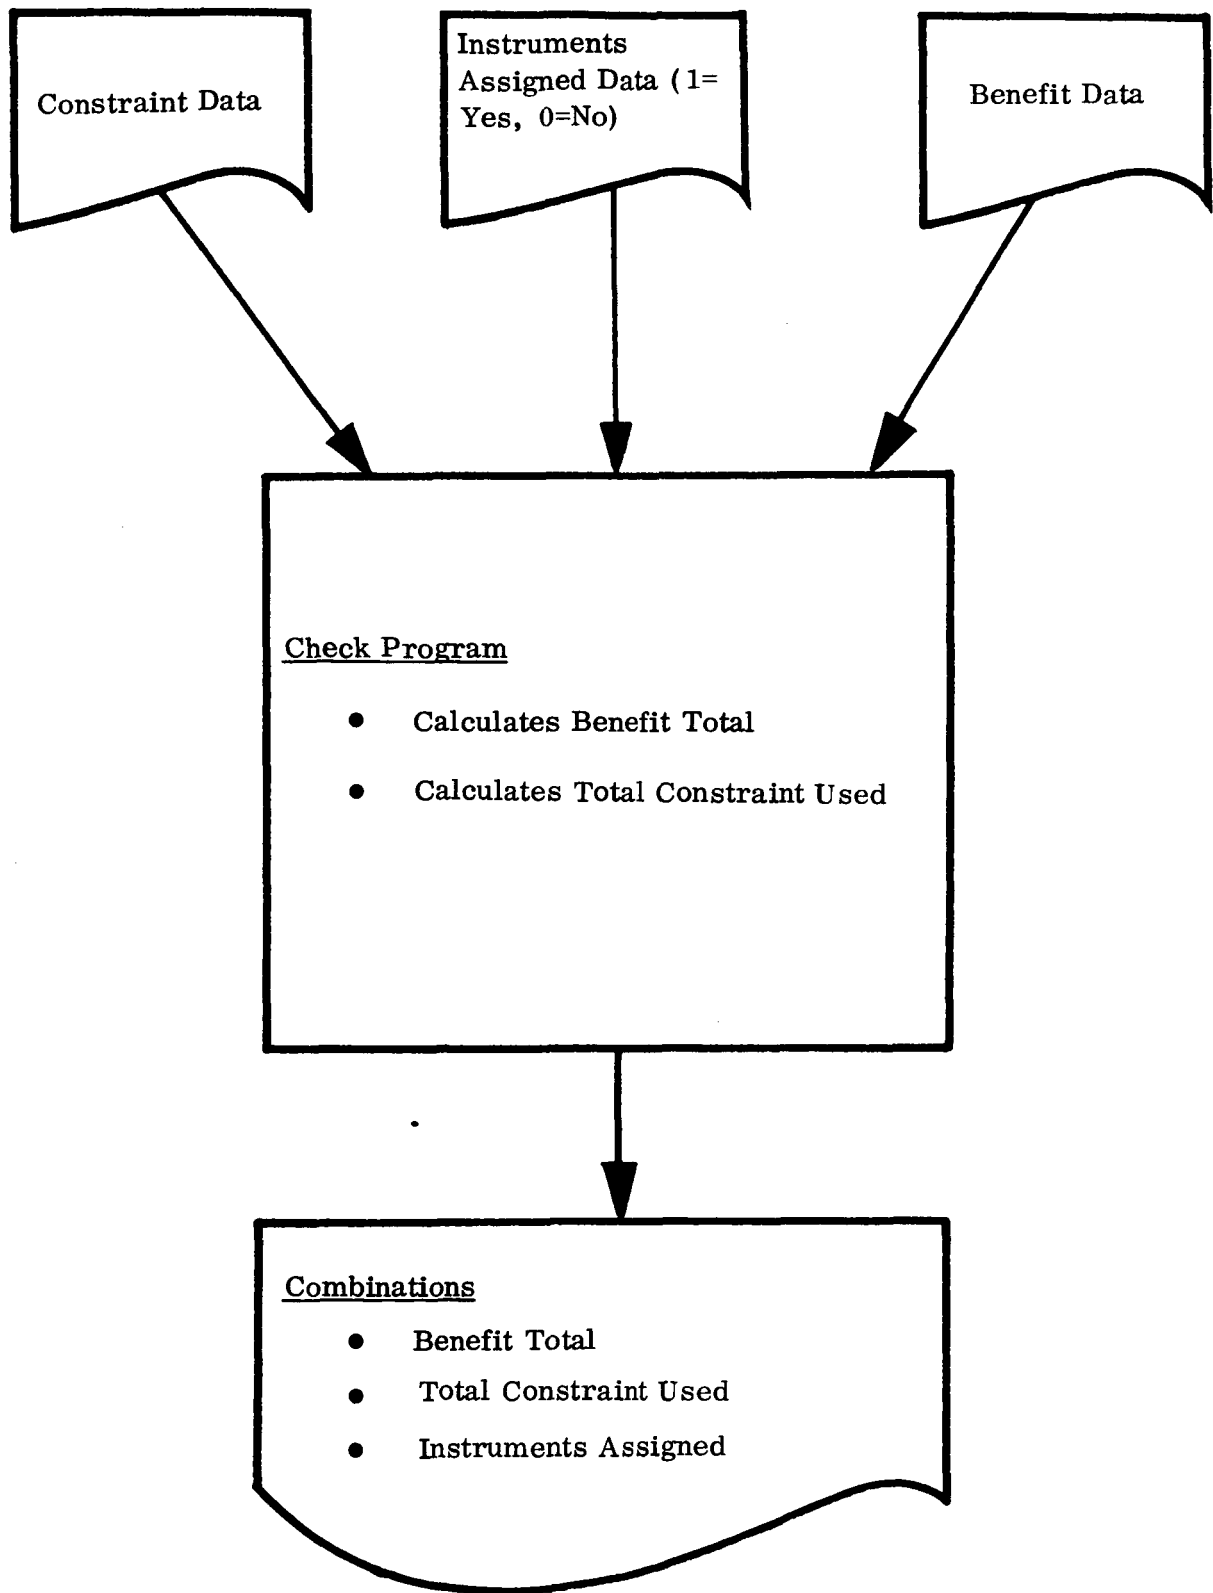 Constraint Data
Instruments
Assigned Data (1=
Yes, 0=No)
Benefit Data
Check Program
• Calculates Benefit Total
• Calculates Total Constraint Used
Combinations
• Benefit Total
• Total Constraint Used
• Instruments Assigned